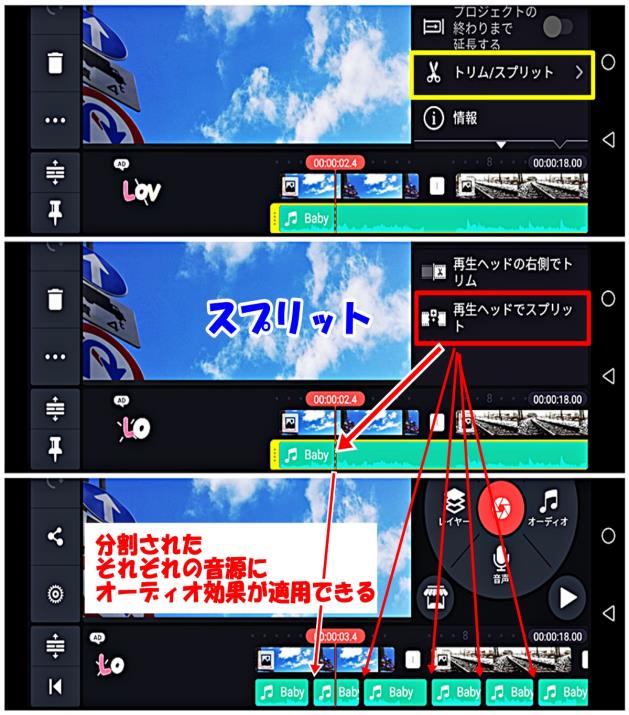 プロジェクトの
終わりまで
延長する
トリム/スプリット
情報
AD
LOV
00:00:02.4
8
00:00:18.00
Baby
再生ヘッドの右側でト
リム
スプリット
再生ヘッドでスプリッ
ト
AD
LO
00:00:02.4
8
00:00:18.00
Baby
分割された
それぞれの音源に
オーディオ効果が適用できる
レイヤー
オーディオ
音声
AD
LO
00:00:03.4
8
00:00:18.00
Baby
Baby
Baby
Baby
Baby
Baby